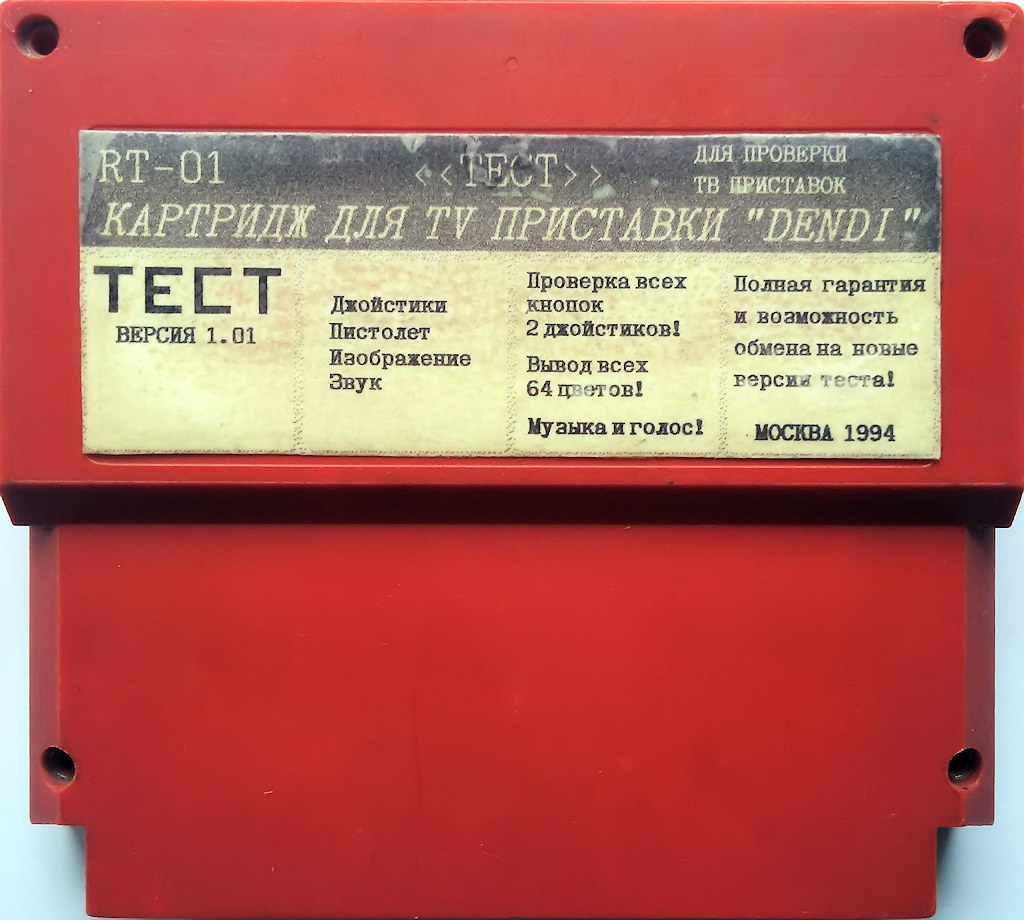 RT-01
<<ТЕСТ>>
ДЛЯ ПРОВЕРКИ
ТВ ПРИСТАВОК
КАРТРИДЖ ДЛЯ TV ПРИСТАВКИ "DENDI"
ТЕСТ
ВЕРСИЯ 1.01
Джойстики
Пистолет
Изображение
Звук
Проверка всех
кнопок
2 джойстиков!
Вывод всех
64 цветов!
Музыка и голос!
Полная гарантия
и возможность
обмена на новые
версии теста!
МОСКВА 1994